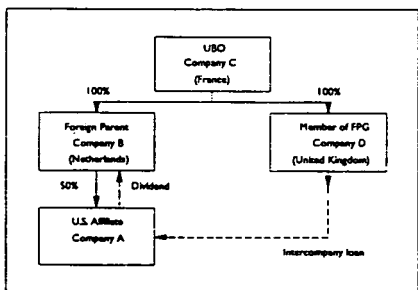 UBO
Company C
(France)
100%
100%
Foreign Parent
Company B
(Netherlands)
Member of FPG
Company D
(United Kingdom)
50%
Dividend
U.S. Affiliate
Company A
Intercompany loan